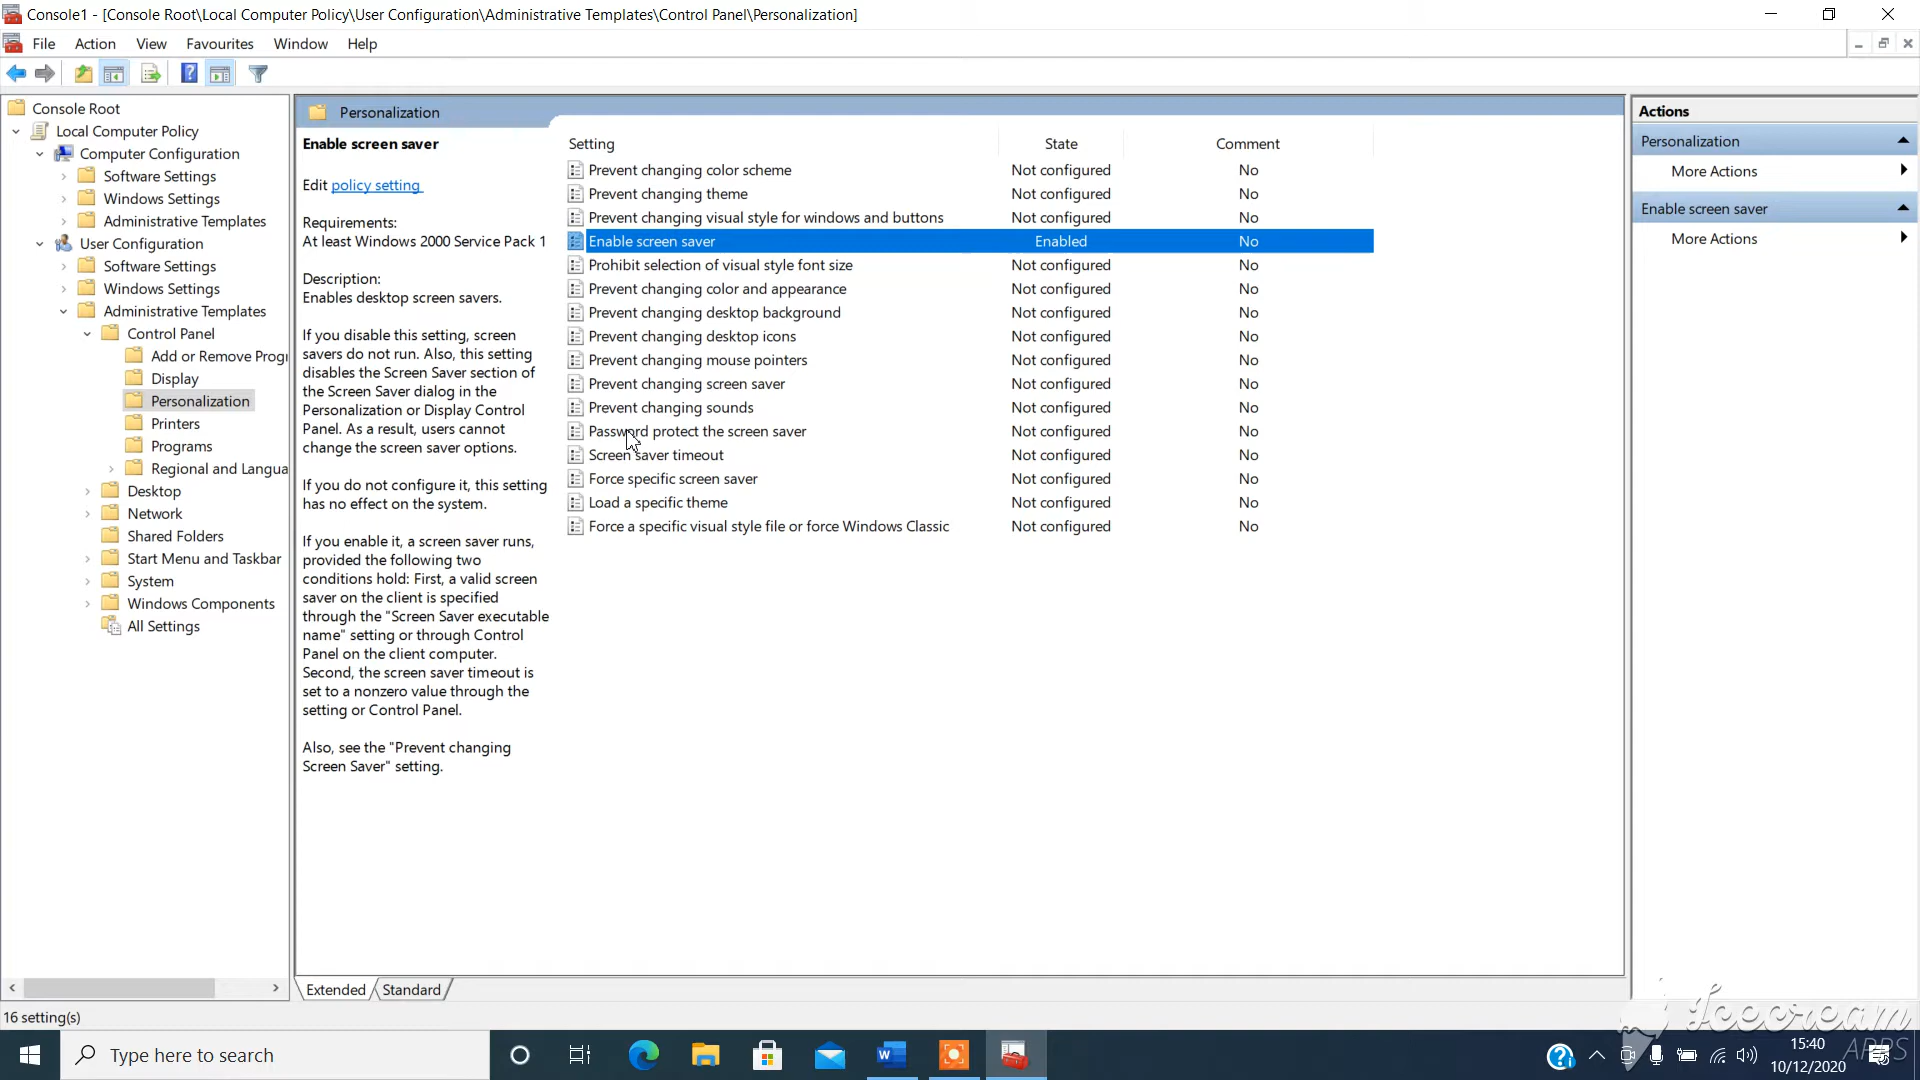 Console1 - [Console Root\Local Computer Policy\User Configuration\Administrative Templates\Control Panel\Personalization]
File Action View Favourites Window Help
Console Root
Local Computer Policy
Computer Configuration
Software Settings
Windows Settings
Administrative Templates
User Configuration
Software Settings
Windows Settings
Administrative Templates
Control Panel
Add or Remove Progr
Display
Personalization
Printers
Programs
Regional and Langua
Desktop
Network
Shared Folders
Start Menu and Taskbar
System
Windows Components
All Settings
Personalization
Enable screen saver
Edit policy setting
Requirements:
At least Windows 2000 Service Pack 1
Description:
Enables desktop screen savers.
If you disable this setting, screen
savers do not run. Also, this setting
disables the Screen Saver section of
the Screen Saver dialog in the
Personalization or Display Control
Panel. As a result, users cannot
change the screen saver options.
If you do not configure it, this setting
has no effect on the system.
If you enable it, a screen saver runs,
provided the following two
conditions hold: First, a valid screen
saver on the client is specified
through the "Screen Saver executable
name" setting or through Control
Panel on the client computer.
Second, the screen saver timeout is
set to a nonzero value through the
setting or Control Panel.
Also, see the "Prevent changing
Screen Saver" setting.
Setting State Comment
Prevent changing color scheme Not configured No
Prevent changing theme Not configured No
Prevent changing visual style for windows and buttons Not configured No
Enable screen saver Enabled No
Prohibit selection of visual style font size Not configured No
Prevent changing color and appearance Not configured No
Prevent changing desktop background Not configured No
Prevent changing desktop icons Not configured No
Prevent changing mouse pointers Not configured No
Prevent changing screen saver Not configured No
Prevent changing sounds Not configured No
Password protect the screen saver Not configured No
Screen saver timeout Not configured No
Force specific screen saver Not configured No
Load a specific theme Not configured No
Force a specific visual style file or force Windows Classic Not configured No
Extended Standard
Actions
Personalization
More Actions
Enable screen saver
More Actions
16 setting(s)
Type here to search
15:40
10/12/2020
Icecream
APPS